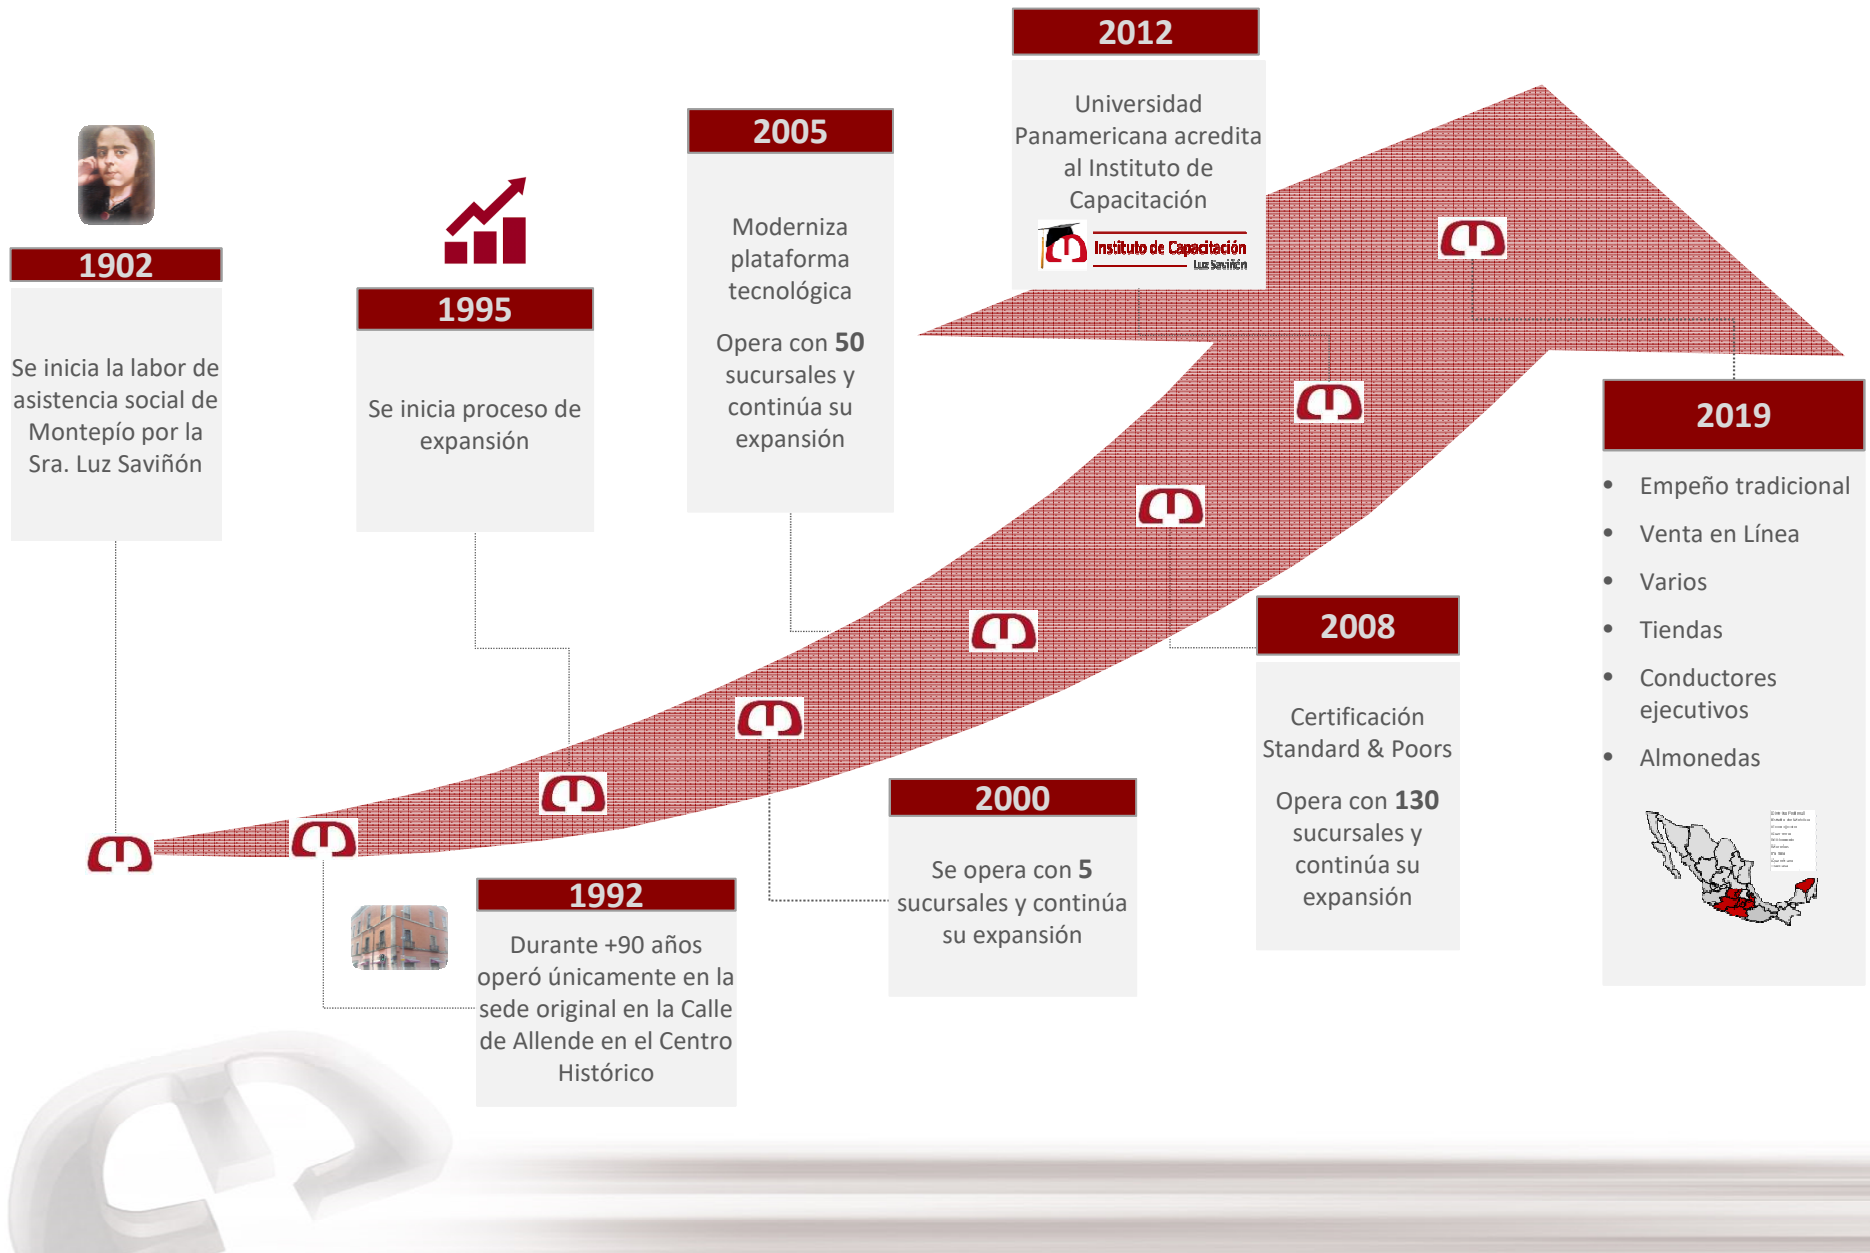 1902
Se inicia la labor de
asistencia social de
Montepío por la
Sra. Luz Saviñón
1992
Durante +90 años
operó únicamente en la
sede original en la Calle
de Allende en el Centro
Histórico
1995
Se inicia proceso de
expansión
2000
Se opera con 5
sucursales y continúa
su expansión
2005
Moderniza
plataforma
tecnológica
Opera con 50
sucursales y
continúa su
expansión
2008
Certificación
Standard & Poors
Opera con 130
sucursales y
continúa su
expansión
2012
Universidad
Panamericana acredita
al Instituto de
Capacitación
Instituto de Capacitación
Luz Saviñón
2019
• Empeño tradicional
• Venta en Línea
• Varios
• Tiendas
• Conductores
ejecutivos
• Almonedas